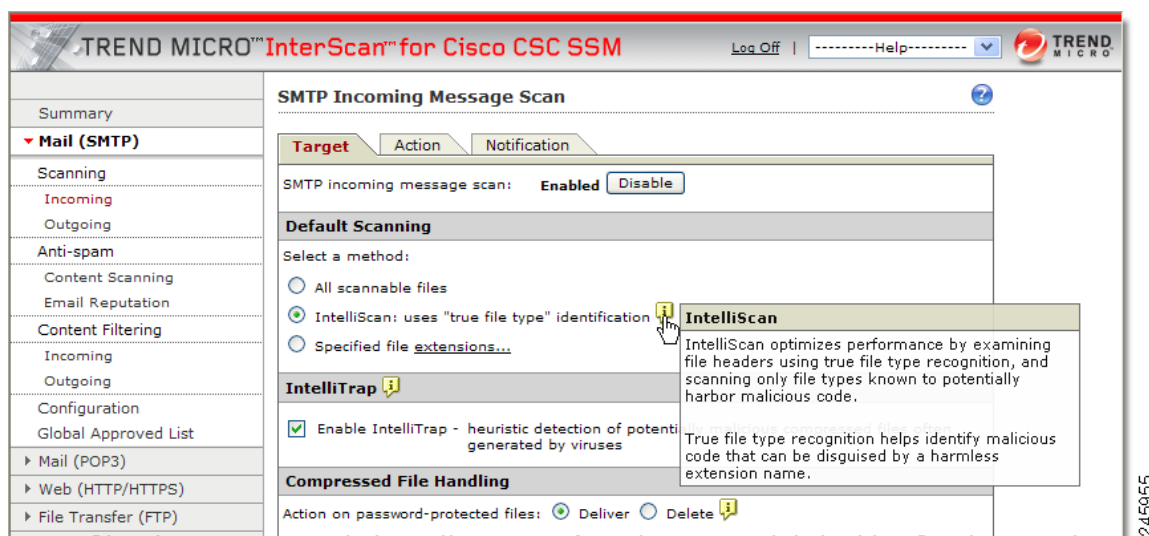 TREND MICRO™ InterScan™ for Cisco CSC SSM
Log Off | ---------Help---------
TREND MICRO
Summary
Mail (SMTP)
Scanning
Incoming
Outgoing
Anti-spam
Content Scanning
Email Reputation
Content Filtering
Incoming
Outgoing
Configuration
Global Approved List
Mail (POP3)
Web (HTTP/HTTPS)
File Transfer (FTP)
SMTP Incoming Message Scan
Target Action Notification
SMTP incoming message scan: Enabled Disable
Default Scanning
Select a method:
All scannable files
IntelliScan: uses "true file type" identification
Specified file extensions...
IntelliTrap
Enable IntelliTrap - heuristic detection of potentially malicious compressed files often
generated by viruses
Compressed File Handling
Action on password-protected files: Deliver Delete
IntelliScan
IntelliScan optimizes performance by examining
file headers using true file type recognition, and
scanning only file types known to potentially
harbor malicious code.
True file type recognition helps identify malicious
code that can be disguised by a harmless
extension name.
245955